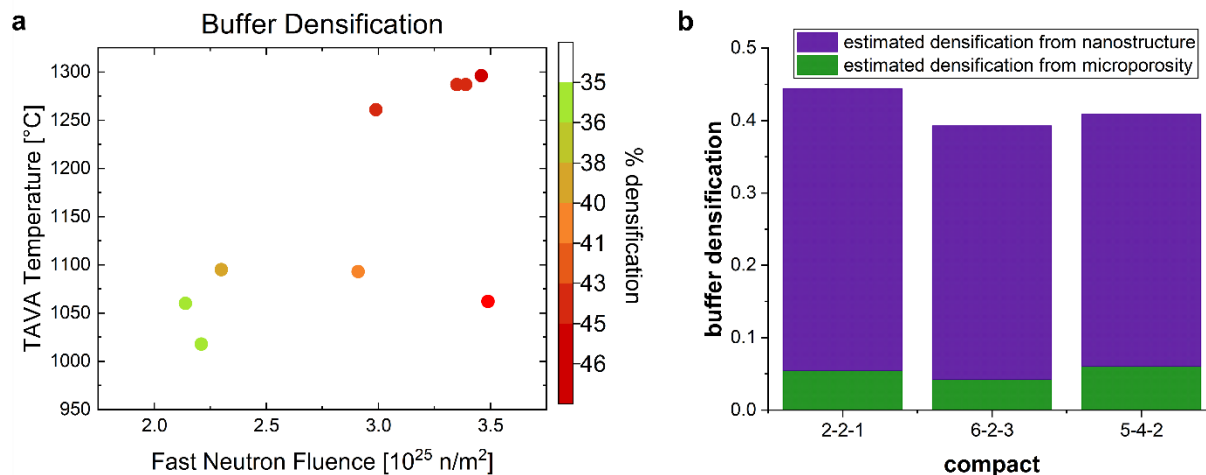 a
Buffer Densification
TAVA Temperature [°C]
1300
1250
1200
1150
1100
1050
1000
950
2.0 2.5 3.0 3.5
Fast Neutron Fluence [10²⁵ n/m²]
35
36
38
40
41
43
45
46
% densification
b
estimated densification from nanostructure
estimated densification from microporosity
buffer densification
0.5
0.4
0.3
0.2
0.1
0.0
2-2-1 6-2-3 5-4-2
compact